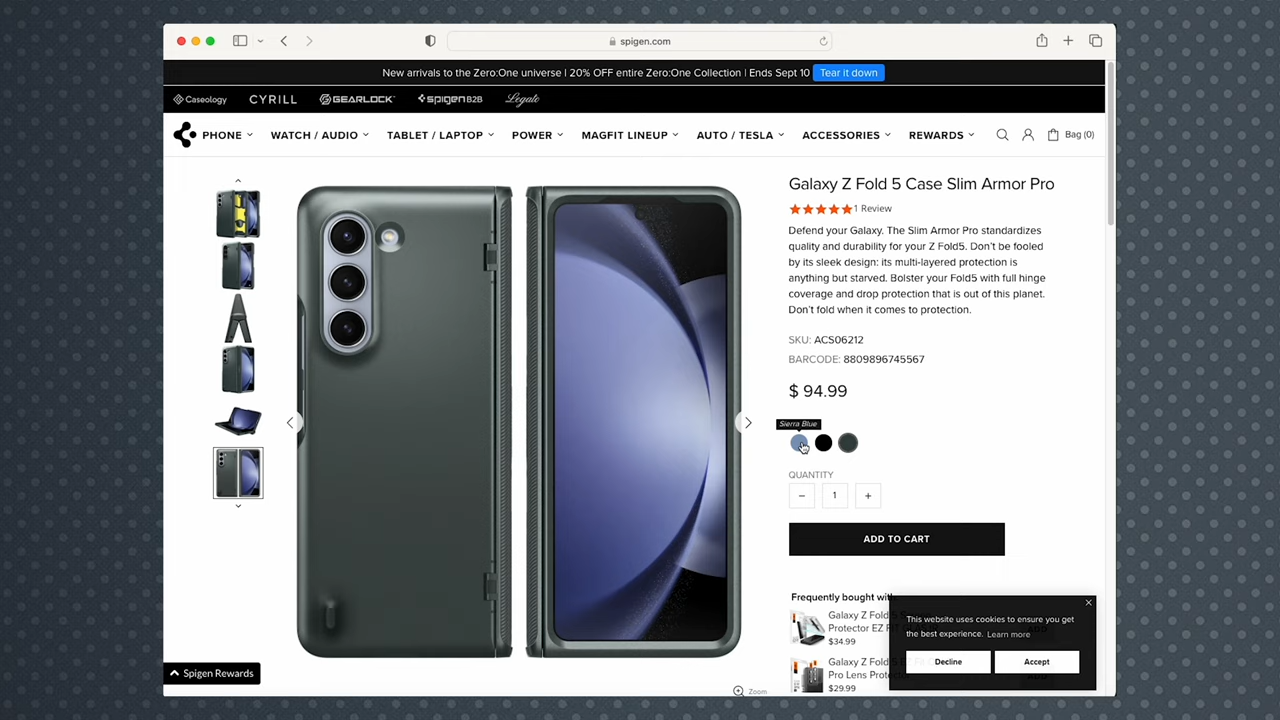 spigen.com
New arrivals to the Zero:One universe | 20% OFF entire Zero:One Collection | Ends Sept 10 Tear it down
Caseology CYRILL GEARLOCK spigen B2B Legato
PHONE WATCH / AUDIO TABLET / LAPTOP POWER MAGFIT LINEUP AUTO / TESLA ACCESSORIES REWARDS Bag (0)
Galaxy Z Fold 5 Case Slim Armor Pro
1 Review
Defend your Galaxy. The Slim Armor Pro standardizes
quality and durability for your Z Fold5. Don't be fooled
by its sleek design: its multi-layered protection is
anything but starved. Bolster your Fold5 with full hinge
coverage and drop protection that is out of this planet.
Don't fold when it comes to protection.
SKU: ACS06212
BARCODE: 8809896745567
$ 94.99
Sierra Blue
QUANTITY
− 1 +
ADD TO CART
Frequently bought with
Galaxy Z Fold 5
Protector EZ FIT
$34.99
Galaxy Z Fold 5
Pro Lens Protector
$29.99
This website uses cookies to ensure you get
the best experience. Learn more
Decline Accept
Spigen Rewards
Zoom